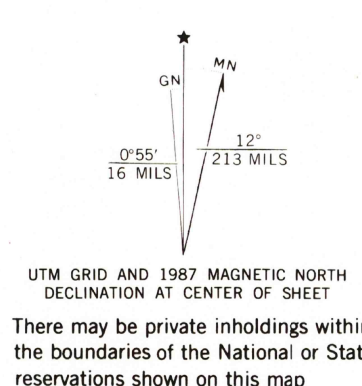 GN
MN
0°55'
16 MILS
12°
213 MILS
UTM GRID AND 1987 MAGNETIC NORTH
DECLINATION AT CENTER OF SHEET
There may be private inholdings within
the boundaries of the National or Stat
reservations shown on this map